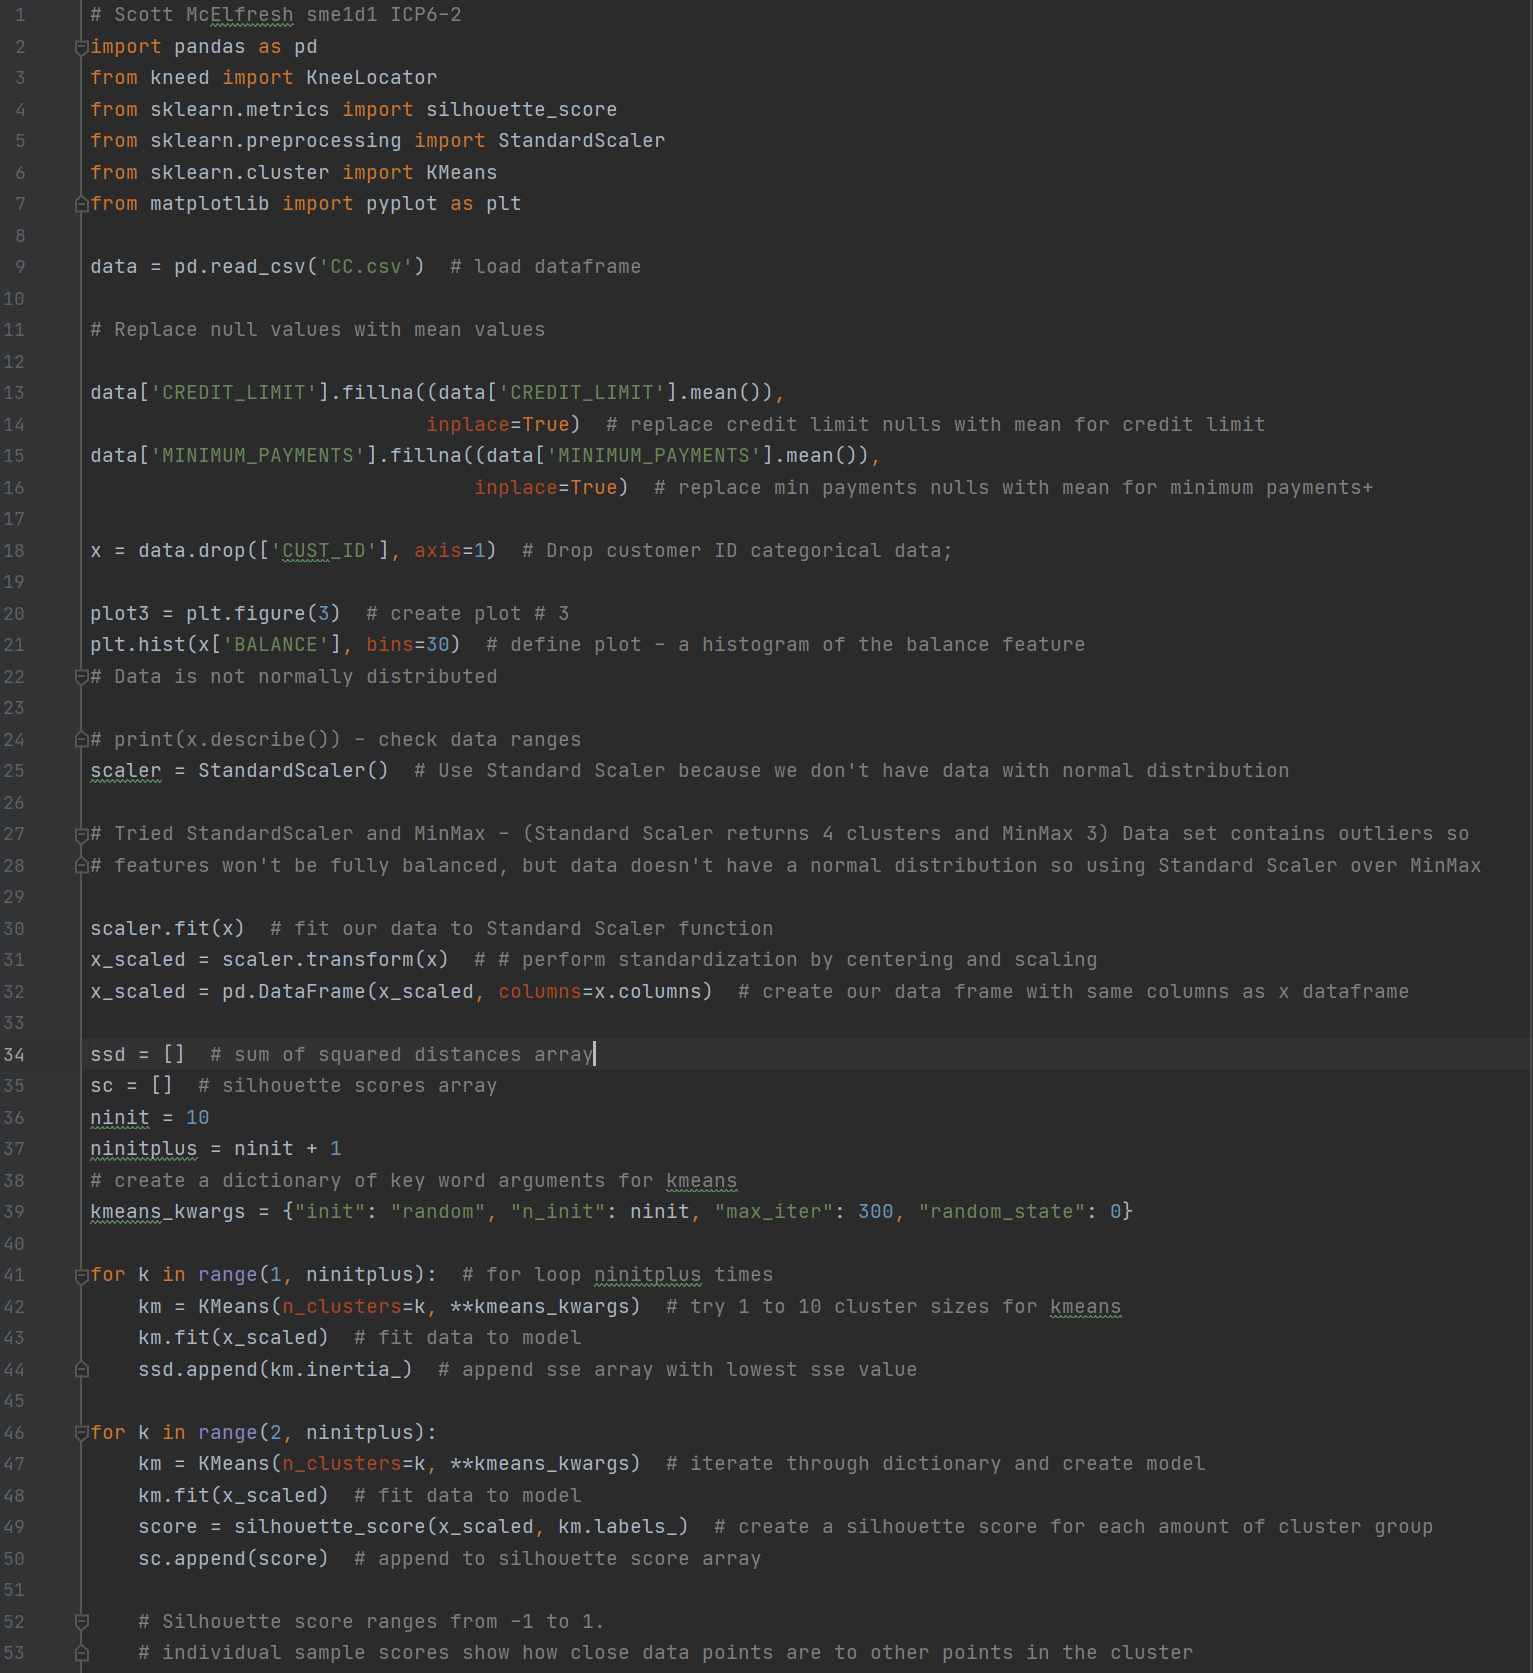 1 # Scott McElfresh sme1d1 ICP6-2
2 import pandas as pd
3 from kneed import KneeLocator
4 from sklearn.metrics import silhouette_score
5 from sklearn.preprocessing import StandardScaler
6 from sklearn.cluster import KMeans
7 from matplotlib import pyplot as plt
8
9 data = pd.read_csv('CC.csv')  # load dataframe
10
11 # Replace null values with mean values
12
13 data['CREDIT_LIMIT'].fillna((data['CREDIT_LIMIT'].mean()),
14                             inplace=True)  # replace credit limit nulls with mean for credit limit
15 data['MINIMUM_PAYMENTS'].fillna((data['MINIMUM_PAYMENTS'].mean()),
16                                 inplace=True)  # replace min payments nulls with mean for minimum payments+
17
18 x = data.drop(['CUST_ID'], axis=1)  # Drop customer ID categorical data;
19
20 plot3 = plt.figure(3)  # create plot # 3
21 plt.hist(x['BALANCE'], bins=30)  # define plot - a histogram of the balance feature
22 # Data is not normally distributed
23
24 # print(x.describe()) - check data ranges
25 scaler = StandardScaler()  # Use Standard Scaler because we don't have data with normal distribution
26
27 # Tried StandardScaler and MinMax - (Standard Scaler returns 4 clusters and MinMax 3) Data set contains outliers so
28 # features won't be fully balanced, but data doesn't have a normal distribution so using Standard Scaler over MinMax
29
30 scaler.fit(x)  # fit our data to Standard Scaler function
31 x_scaled = scaler.transform(x)  # # perform standardization by centering and scaling
32 x_scaled = pd.DataFrame(x_scaled, columns=x.columns)  # create our data frame with same columns as x dataframe
33
34 ssd = []  # sum of squared distances array
35 sc = []  # silhouette scores array
36 ninit = 10
37 ninitplus = ninit + 1
38 # create a dictionary of key word arguments for kmeans
39 kmeans_kwargs = {"init": "random", "n_init": ninit, "max_iter": 300, "random_state": 0}
40
41 for k in range(1, ninitplus):  # for loop ninitplus times
42     km = KMeans(n_clusters=k, **kmeans_kwargs)  # try 1 to 10 cluster sizes for kmeans
43     km.fit(x_scaled)  # fit data to model
44     ssd.append(km.inertia_)  # append sse array with lowest sse value
45
46 for k in range(2, ninitplus):
47     km = KMeans(n_clusters=k, **kmeans_kwargs)  # iterate through dictionary and create model
48     km.fit(x_scaled)  # fit data to model
49     score = silhouette_score(x_scaled, km.labels_)  # create a silhouette score for each amount of cluster group
50     sc.append(score)  # append to silhouette score array
51
52     # Silhouette score ranges from -1 to 1.
53     # individual sample scores show how close data points are to other points in the cluster